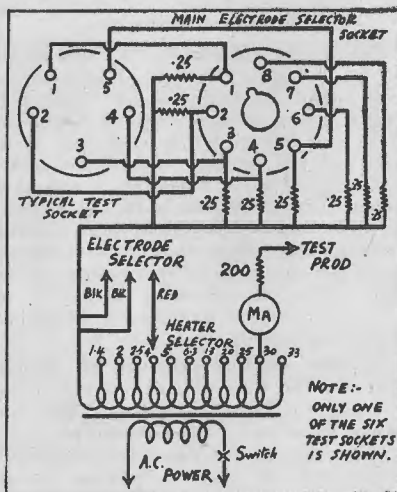 MAIN ELECTRODE SELECTOR
SOCKET
.25
8
1
5
1
7
.25
2
4
2
6
3
3
4
5
TYPICAL TEST
SOCKET
.25
.25
.25
.25
.25
.25
ELECTRODE
SELECTOR
TEST
PROD
200
Blk
Blk
RED
MA
HEATER
SELECTOR
1.4
2
2.5
4
5
6.3
13
20
25
30
33
NOTE:-
ONLY ONE
OF THE SIX
TEST SOCKETS
IS SHOWN.
Switch
A.C.
POWER